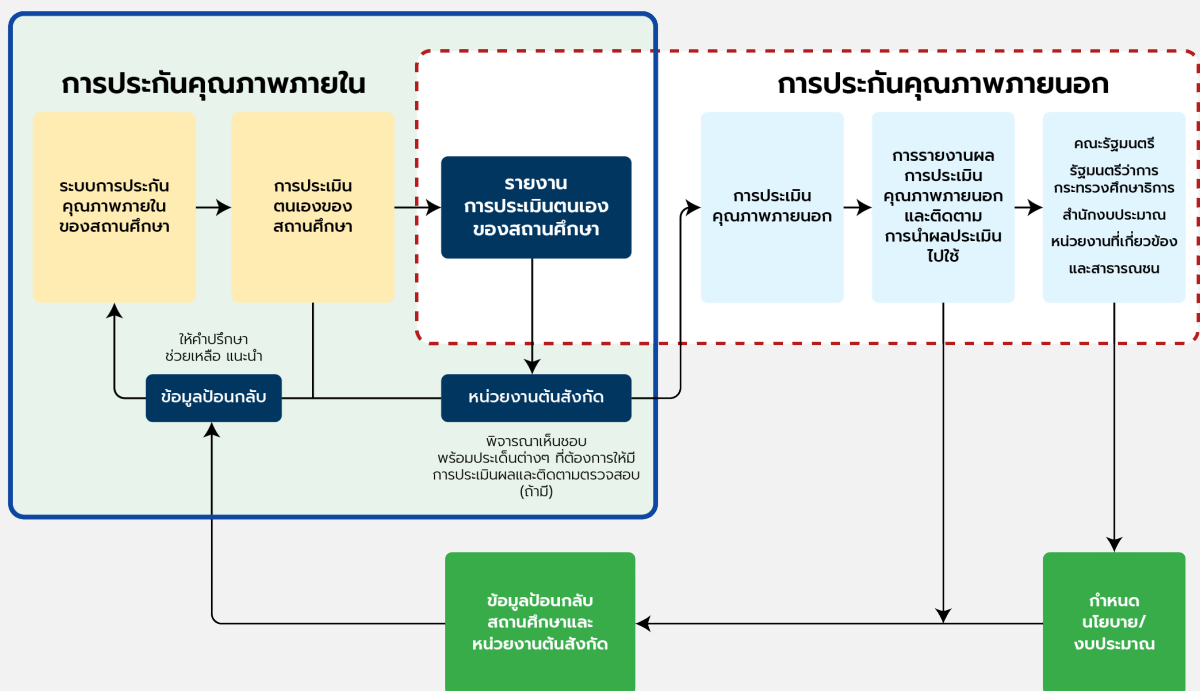 การประกันคุณภาพภายใน
การประกันคุณภาพภายนอก
ระบบการประกัน
คุณภาพภายใน
ของสถานศึกษา
การประเมิน
ตนเองของ
สถานศึกษา
รายงาน
การประเมินตนเอง
ของสถานศึกษา
การประเมิน
คุณภาพภายนอก
การรายงานผล
การประเมิน
คุณภาพภายนอก
และติดตาม
การนำผลประเมิน
ไปใช้
คณะรัฐมนตรี
รัฐมนตรีว่าการ
กระทรวงศึกษาธิการ
สำนักงบประมาณ
หน่วยงานที่เกี่ยวข้อง
และสาธารณชน
ให้คำปรึกษา
ช่วยเหลือ แนะนำ
ข้อมูลป้อนกลับ
หน่วยงานต้นสังกัด
พิจารณาเห็นชอบ
พร้อมประเด็นต่างๆ ที่ต้องการให้มี
การประเมินผลและติดตามตรวจสอบ
(ถ้ามี)
ข้อมูลป้อนกลับ
สถานศึกษาและ
หน่วยงานต้นสังกัด
กำหนด
นโยบาย/
งบประมาณ